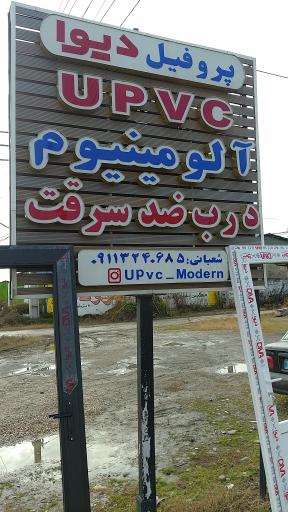 پروفیل دیوا
UPVC
آلومینیوم
درب ضد سرقت
شعبانی: ۰۹۱۱۳۲۴۰۶۸۵
UPvc_Modern